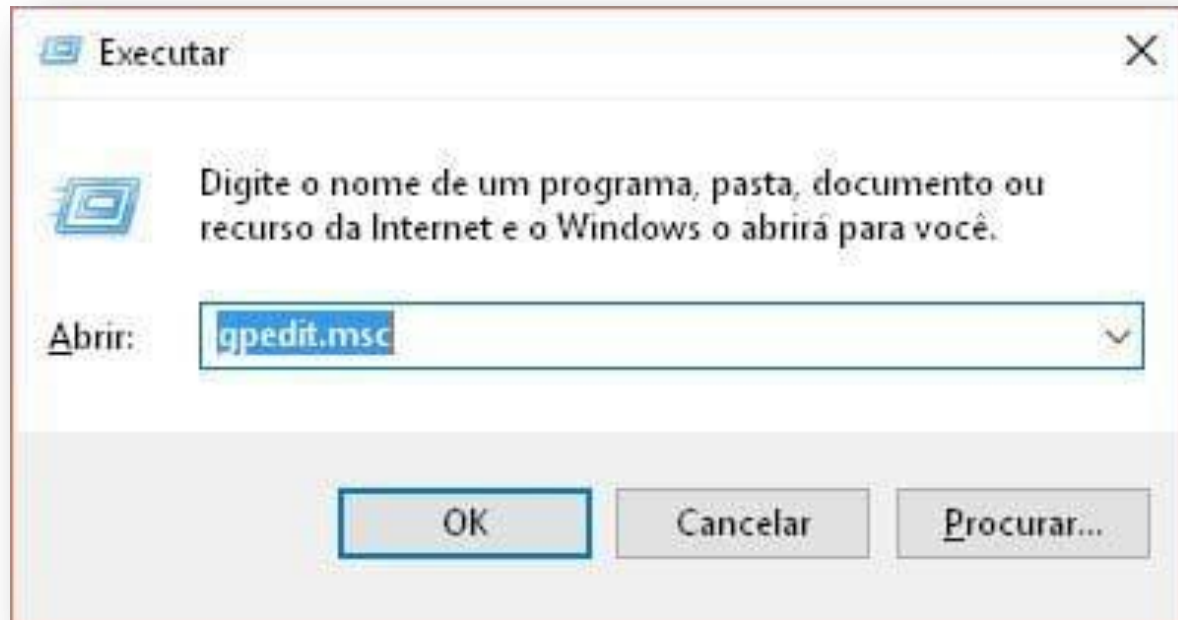 Executar
Digite o nome de um programa, pasta, documento ou
recurso da Internet e o Windows o abrirá para você.
Abrir: gpedit.msc
OK Cancelar Procurar...